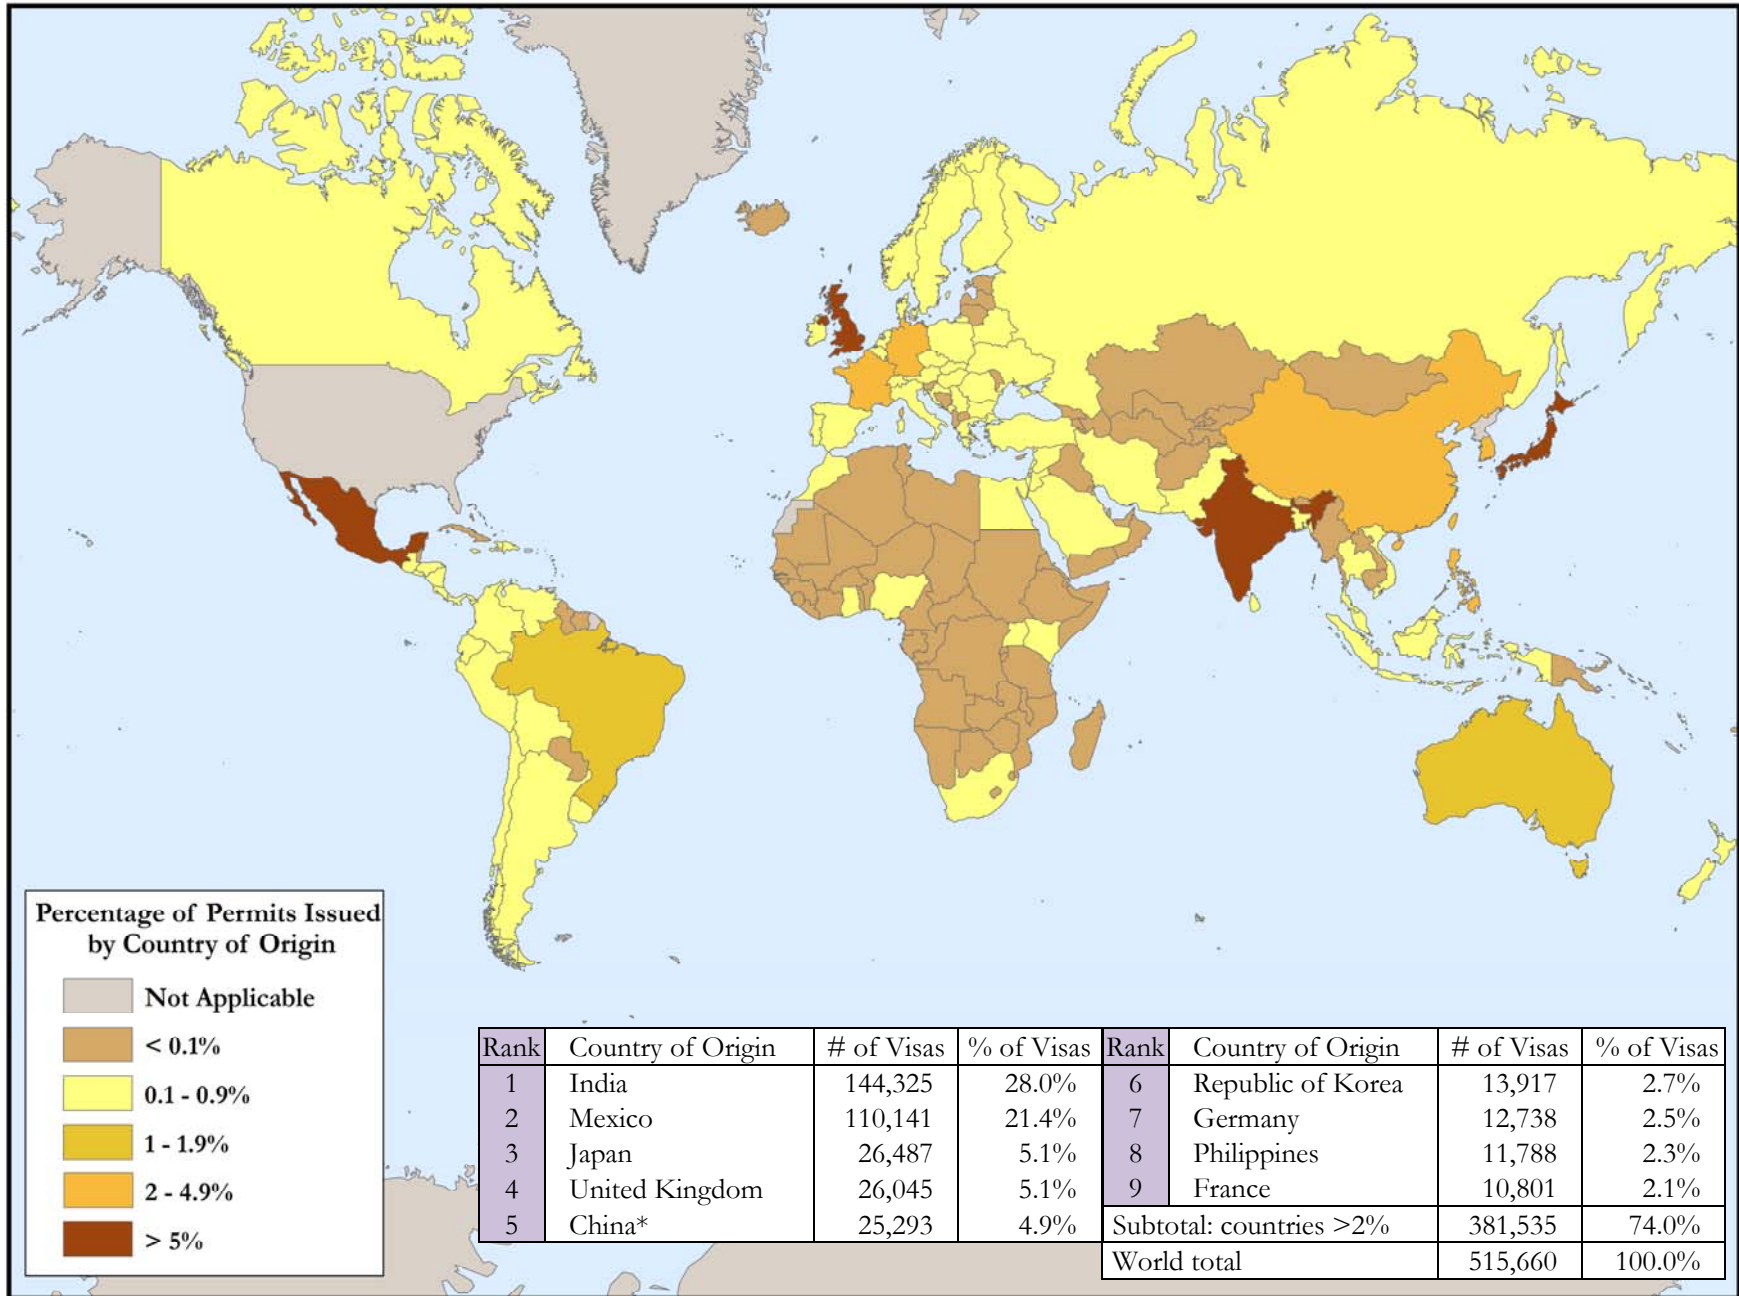 Percentage of Permits Issued
by Country of Origin
Not Applicable
< 0.1%
0.1 - 0.9%
1 - 1.9%
2 - 4.9%
> 5%
Rank Country of Origin # of Visas % of Visas Rank Country of Origin # of Visas % of Visas
1 India 144,325 28.0% 6 Republic of Korea 13,917 2.7%
2 Mexico 110,141 21.4% 7 Germany 12,738 2.5%
3 Japan 26,487 5.1% 8 Philippines 11,788 2.3%
4 United Kingdom 26,045 5.1% 9 France 10,801 2.1%
5 China* 25,293 4.9% Subtotal: countries >2% 381,535 74.0%
World total 515,660 100.0%